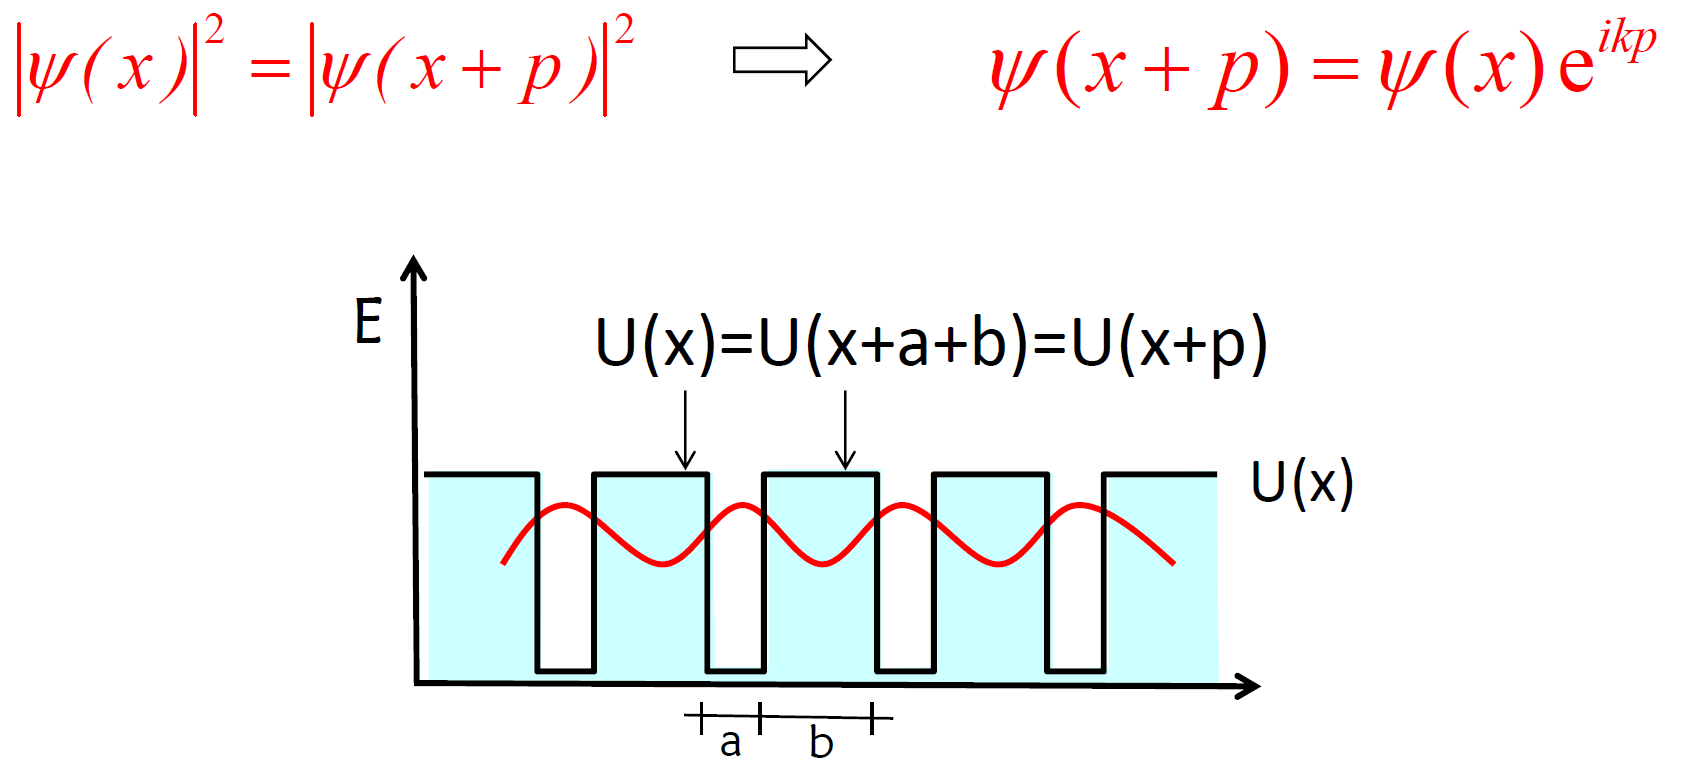 |ψ(x)|² = |ψ(x+p)|² ⇨ ψ(x+p) = ψ(x)e^{ikp}
E
U(x)=U(x+a+b)=U(x+p)
U(x)
a b